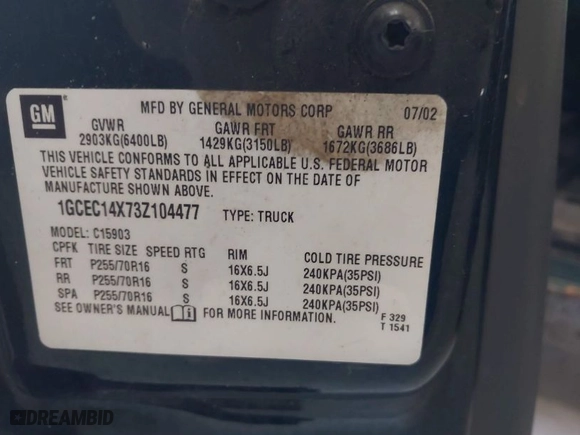 GM
MFD BY GENERAL MOTORS CORP 07/02
GVWR GAWR FRT GAWR RR
2903KG(6400LB) 1429KG(3150LB) 1672KG(3686LB)
THIS VEHICLE CONFORMS TO ALL APPLICABLE U.S. FEDERAL MOTOR
VEHICLE SAFETY STANDARDS IN EFFECT ON THE DATE OF
MANUFACTURE SHOWN ABOVE.
1GCEC14X73Z104477 TYPE: TRUCK
MODEL: C15903
CPFK TIRE SIZE SPEED RTG RIM COLD TIRE PRESSURE
FRT P255/70R16 S 16X6.5J 240KPA(35PSI)
RR P255/70R16 S 16X6.5J 240KPA(35PSI)
SPA P255/70R16 S 16X6.5J 240KPA(35PSI)
SEE OWNER'S MANUAL FOR MORE INFORMATION.
F 329
T 1541
DREAMBID